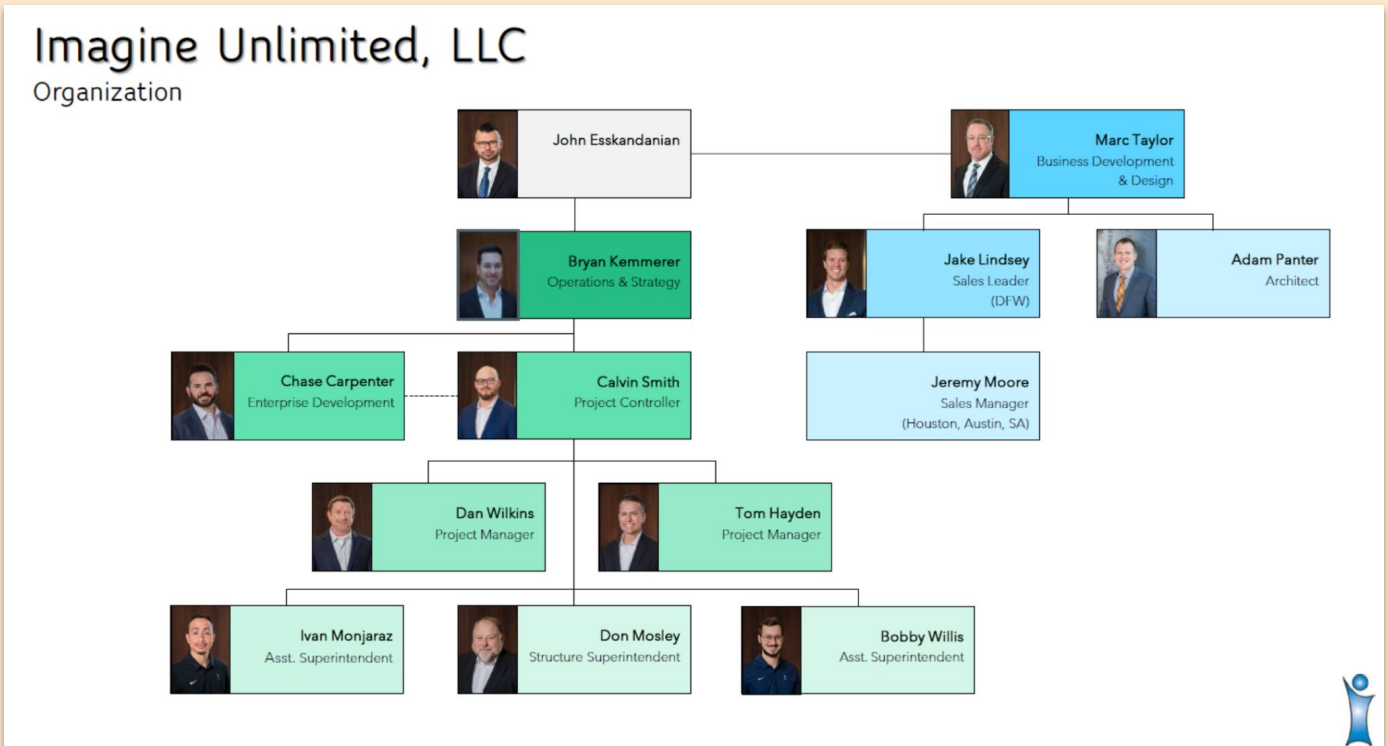 Imagine Unlimited, LLC
Organization
John Esskandanian
Marc Taylor
Business Development
& Design
Bryan Kemmerer
Operations & Strategy
Jake Lindsey
Sales Leader
(DFW)
Adam Panter
Architect
Chase Carpenter
Enterprise Development
Calvin Smith
Project Controller
Jeremy Moore
Sales Manager
(Houston, Austin, SA)
Dan Wilkins
Project Manager
Tom Hayden
Project Manager
Ivan Monjaraz
Asst. Superintendent
Don Mosley
Structure Superintendent
Bobby Willis
Asst. Superintendent